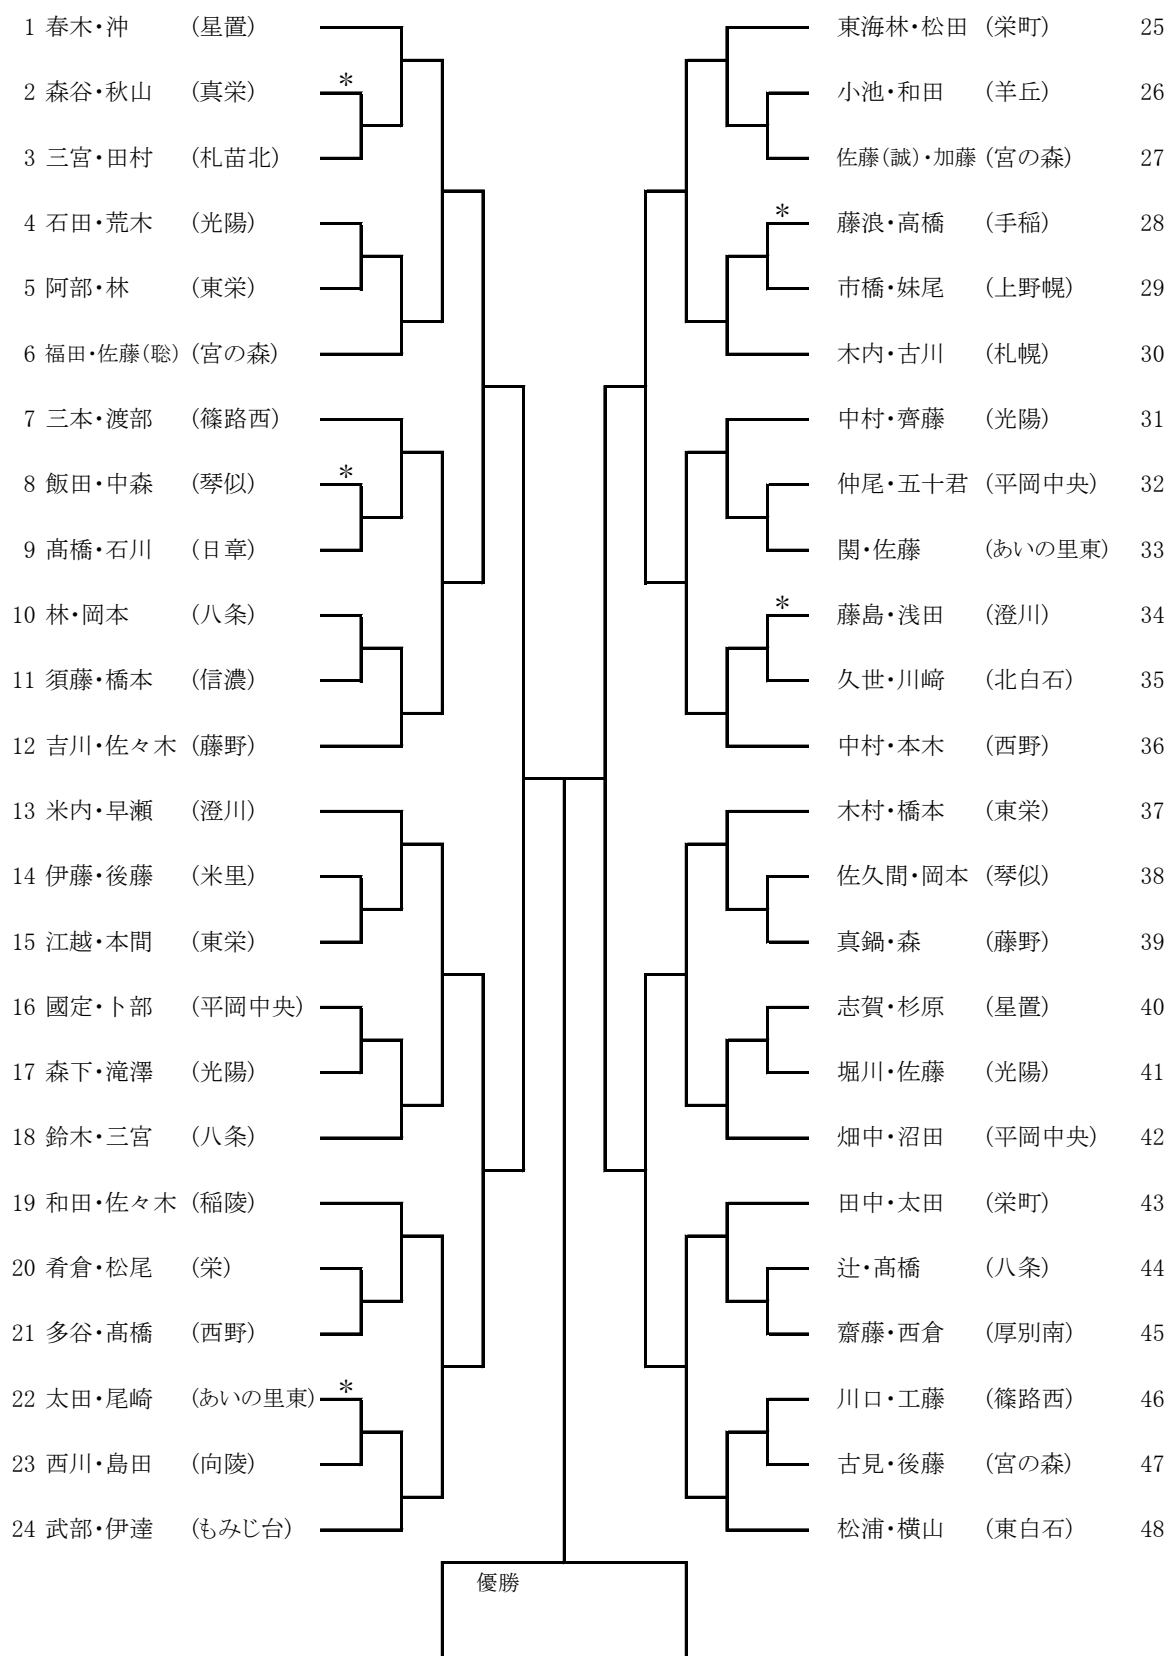 1 春木・沖 (星置)
2 森谷・秋山 (真栄) *
3 三宮・田村 (札苗北)
4 石田・荒木 (光陽)
5 阿部・林 (東栄)
6 福田・佐藤(聡) (宮の森)
7 三本・渡部 (篠路西)
8 飯田・中森 (琴似) *
9 髙橋・石川 (日章)
10 林・岡本 (八条)
11 須藤・橋本 (信濃)
12 吉川・佐々木 (藤野)
13 米内・早瀬 (澄川)
14 伊藤・後藤 (米里)
15 江越・本間 (東栄)
16 國定・卜部 (平岡中央)
17 森下・滝澤 (光陽)
18 鈴木・三宮 (八条)
19 和田・佐々木 (稲陵)
20 肴倉・松尾 (栄)
21 多谷・髙橋 (西野)
22 太田・尾崎 (あいの里東) *
23 西川・島田 (向陵)
24 武部・伊達 (もみじ台)
東海林・松田 (栄町) 25
小池・和田 (羊丘) 26
佐藤(誠)・加藤 (宮の森) 27
* 藤浪・高橋 (手稲) 28
市橋・妹尾 (上野幌) 29
木内・古川 (札幌) 30
中村・齊藤 (光陽) 31
仲尾・五十君 (平岡中央) 32
関・佐藤 (あいの里東) 33
* 藤島・浅田 (澄川) 34
久世・川﨑 (北白石) 35
中村・本木 (西野) 36
木村・橋本 (東栄) 37
佐久間・岡本 (琴似) 38
真鍋・森 (藤野) 39
志賀・杉原 (星置) 40
堀川・佐藤 (光陽) 41
畑中・沼田 (平岡中央) 42
田中・太田 (栄町) 43
辻・髙橋 (八条) 44
齋藤・西倉 (厚別南) 45
川口・工藤 (篠路西) 46
古見・後藤 (宮の森) 47
松浦・横山 (東白石) 48
優勝